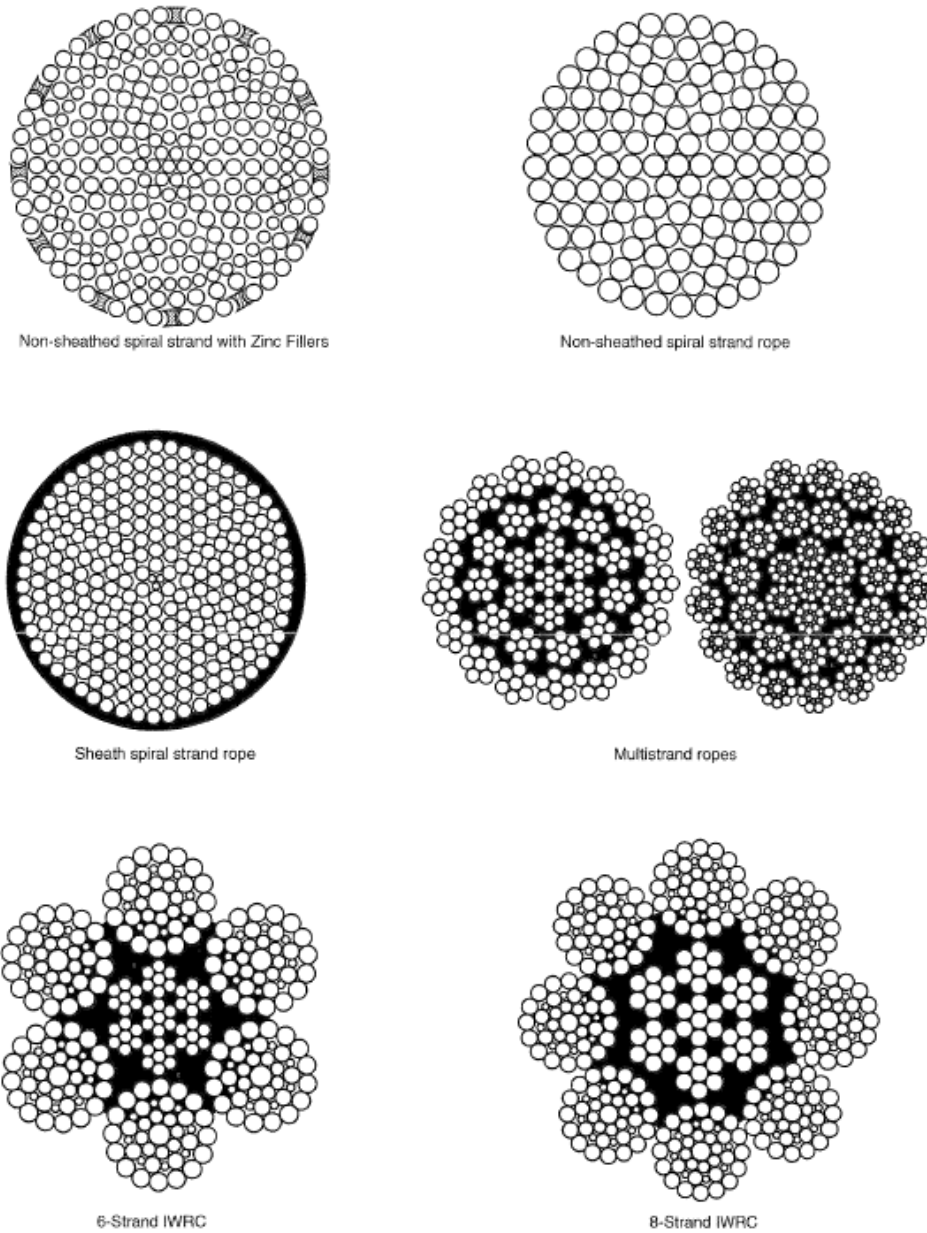 Non-sheathed spiral strand with Zinc Fillers
Non-sheathed spiral strand rope
Sheath spiral strand rope
Multistrand ropes
6-Strand IWRC
8-Strand IWRC